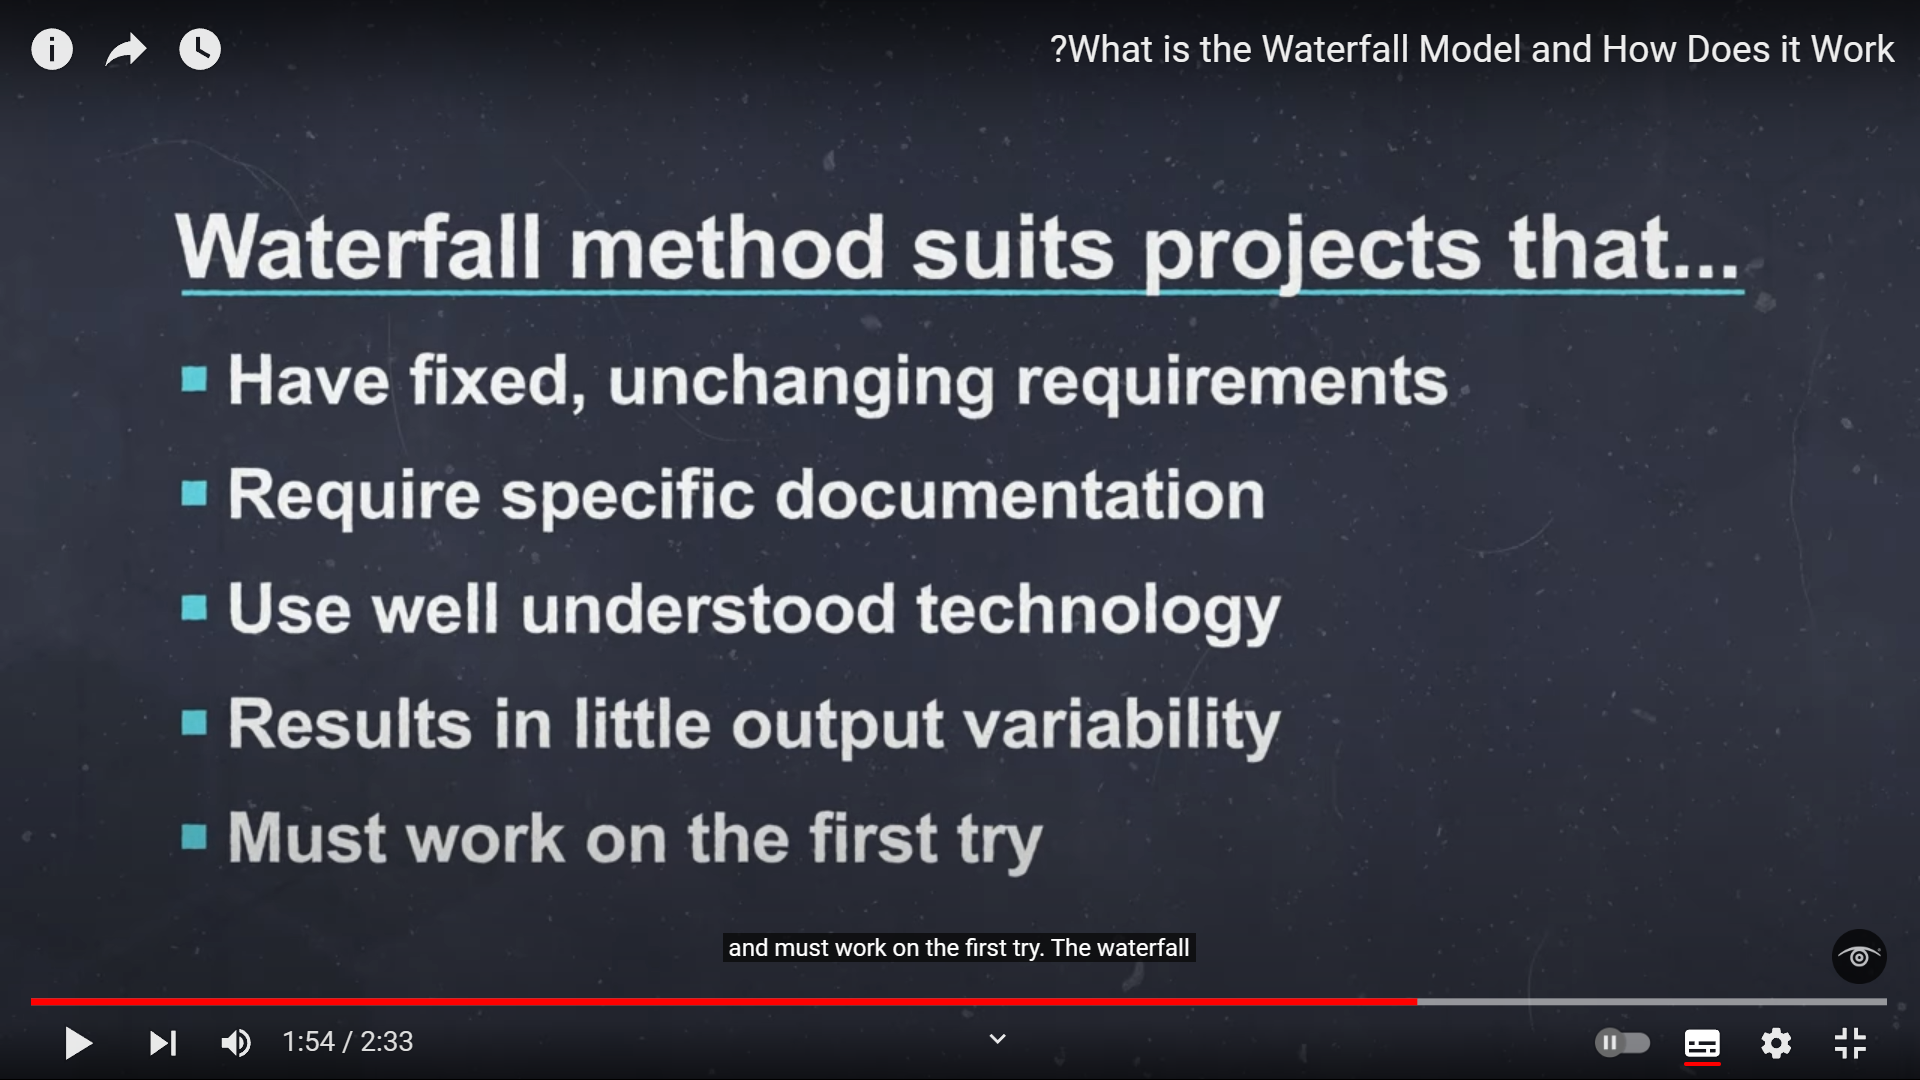 ?What is the Waterfall Model and How Does it Work
Waterfall method suits projects that...
▪ Have fixed, unchanging requirements
▪ Require specific documentation
▪ Use well understood technology
▪ Results in little output variability
▪ Must work on the first try
and must work on the first try. The waterfall
1:54 / 2:33